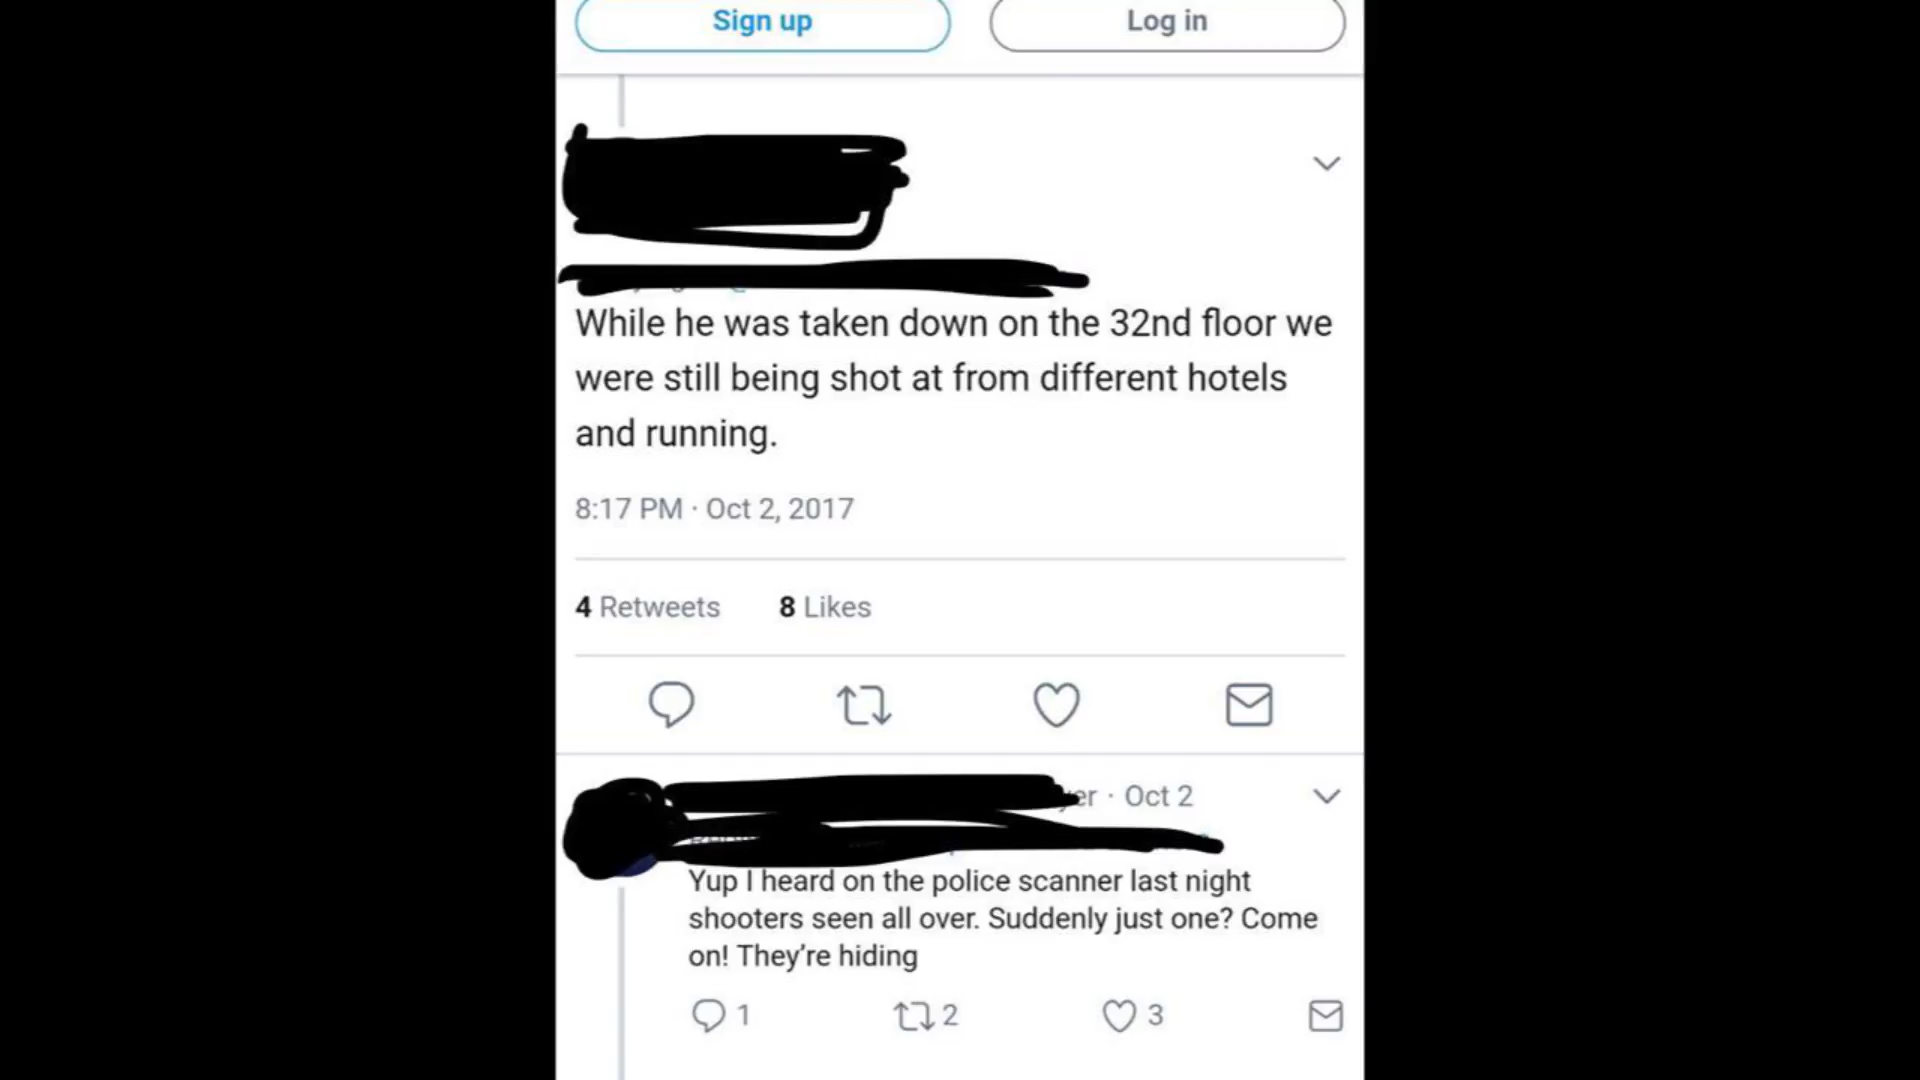 Sign up
Log in
While he was taken down on the 32nd floor we
were still being shot at from different hotels
and running.
8:17 PM · Oct 2, 2017
4 Retweets 8 Likes
er · Oct 2
Yup I heard on the police scanner last night
shooters seen all over. Suddenly just one? Come
on! They’re hiding
1 2 3